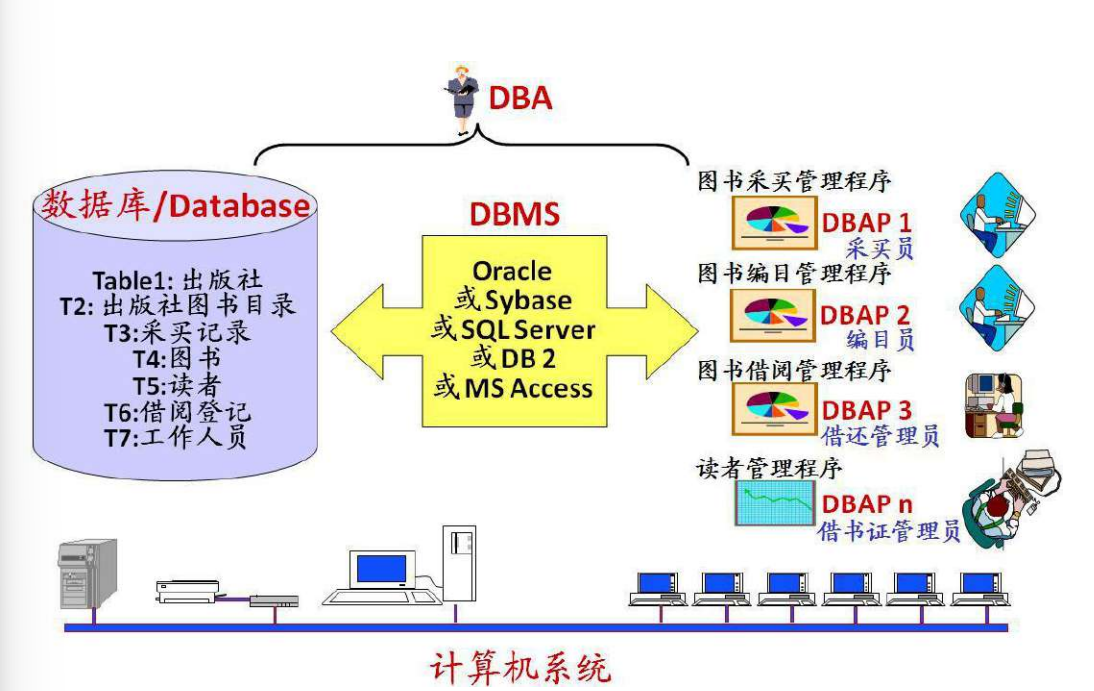 DBA
数据库/Database
Table1: 出版社
T2: 出版社图书目录
T3:采买记录
T4:图书
T5:读者
T6:借阅登记
T7:工作人员
DBMS
Oracle
或Sybase
或SQL Server
或DB 2
或MS Access
图书采买管理程序
DBAP 1
采买员
图书编目管理程序
DBAP 2
编目员
图书借阅管理程序
DBAP 3
借还管理员
读者管理程序
DBAP n
借书证管理员
计算机系统